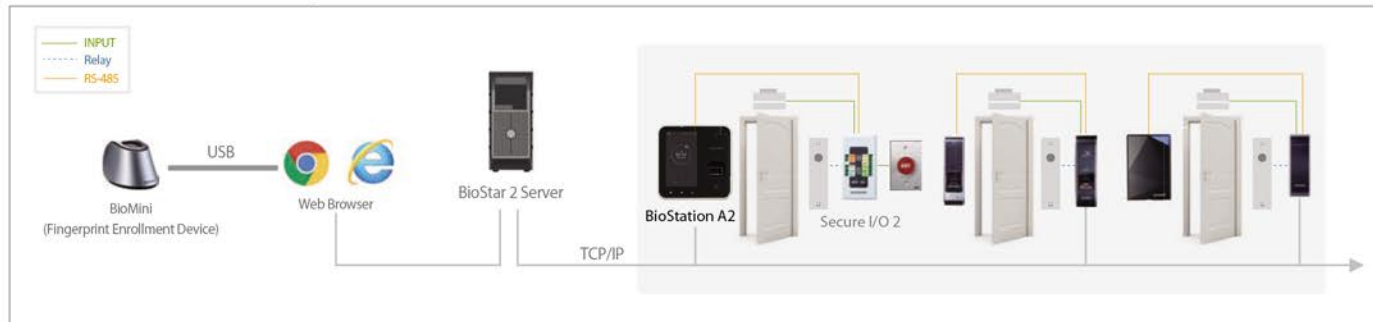 INPUT
Relay
RS-485
USB
BioMini
(Fingerprint Enrollment Device)
Web Browser
BioStar 2 Server
TCP/IP
BioStation A2
Secure I/O 2
EXIT